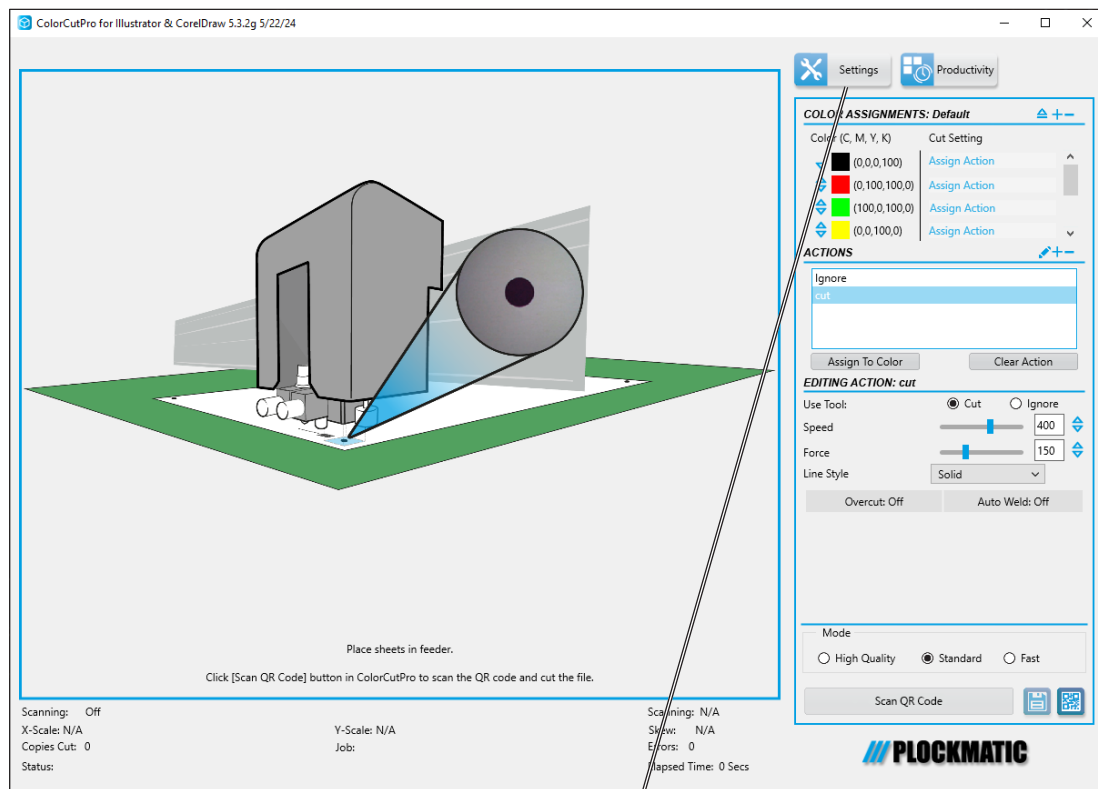 ColorCutPro for Illustrator & CorelDraw 5.3.2g 5/22/24
Settings
Productivity
COLOR ASSIGNMENTS: Default
Color (C, M, Y, K) Cut Setting
(0,0,0,100) Assign Action
(0,100,100,0) Assign Action
(100,0,100,0) Assign Action
(0,0,100,0) Assign Action
ACTIONS
Ignore
cut
Assign To Color Clear Action
EDITING ACTION: cut
Use Tool: Cut Ignore
Speed 400
Force 150
Line Style Solid
Overcut: Off Auto Weld: Off
Mode
High Quality Standard Fast
Scan QR Code
PLOCKMATIC
Place sheets in feeder.
Click [Scan QR Code] button in ColorCutPro to scan the QR code and cut the file.
Scanning: Off Scanning: N/A
X-Scale: N/A Y-Scale: N/A Skew: N/A
Copies Cut: 0 Job: Errors: 0
Status: Elapsed Time: 0 Secs